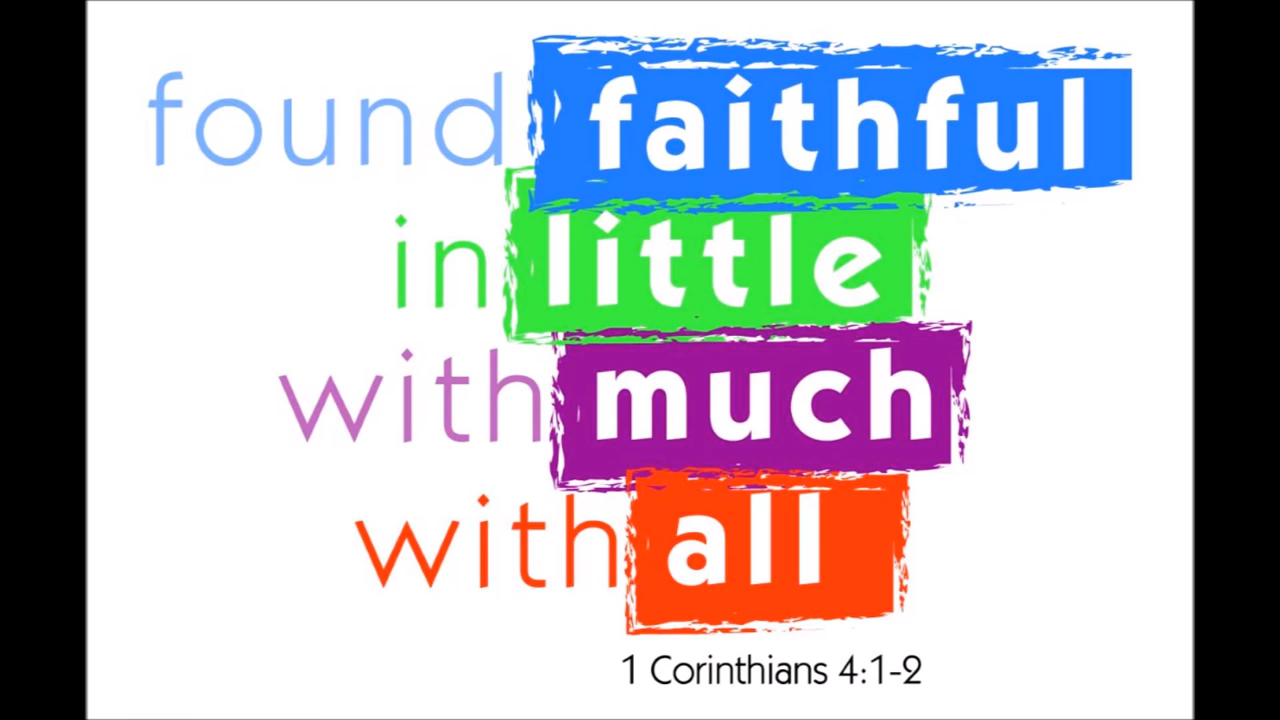 found faithful
in little
with much
with all
1 Corinthians 4:1-2